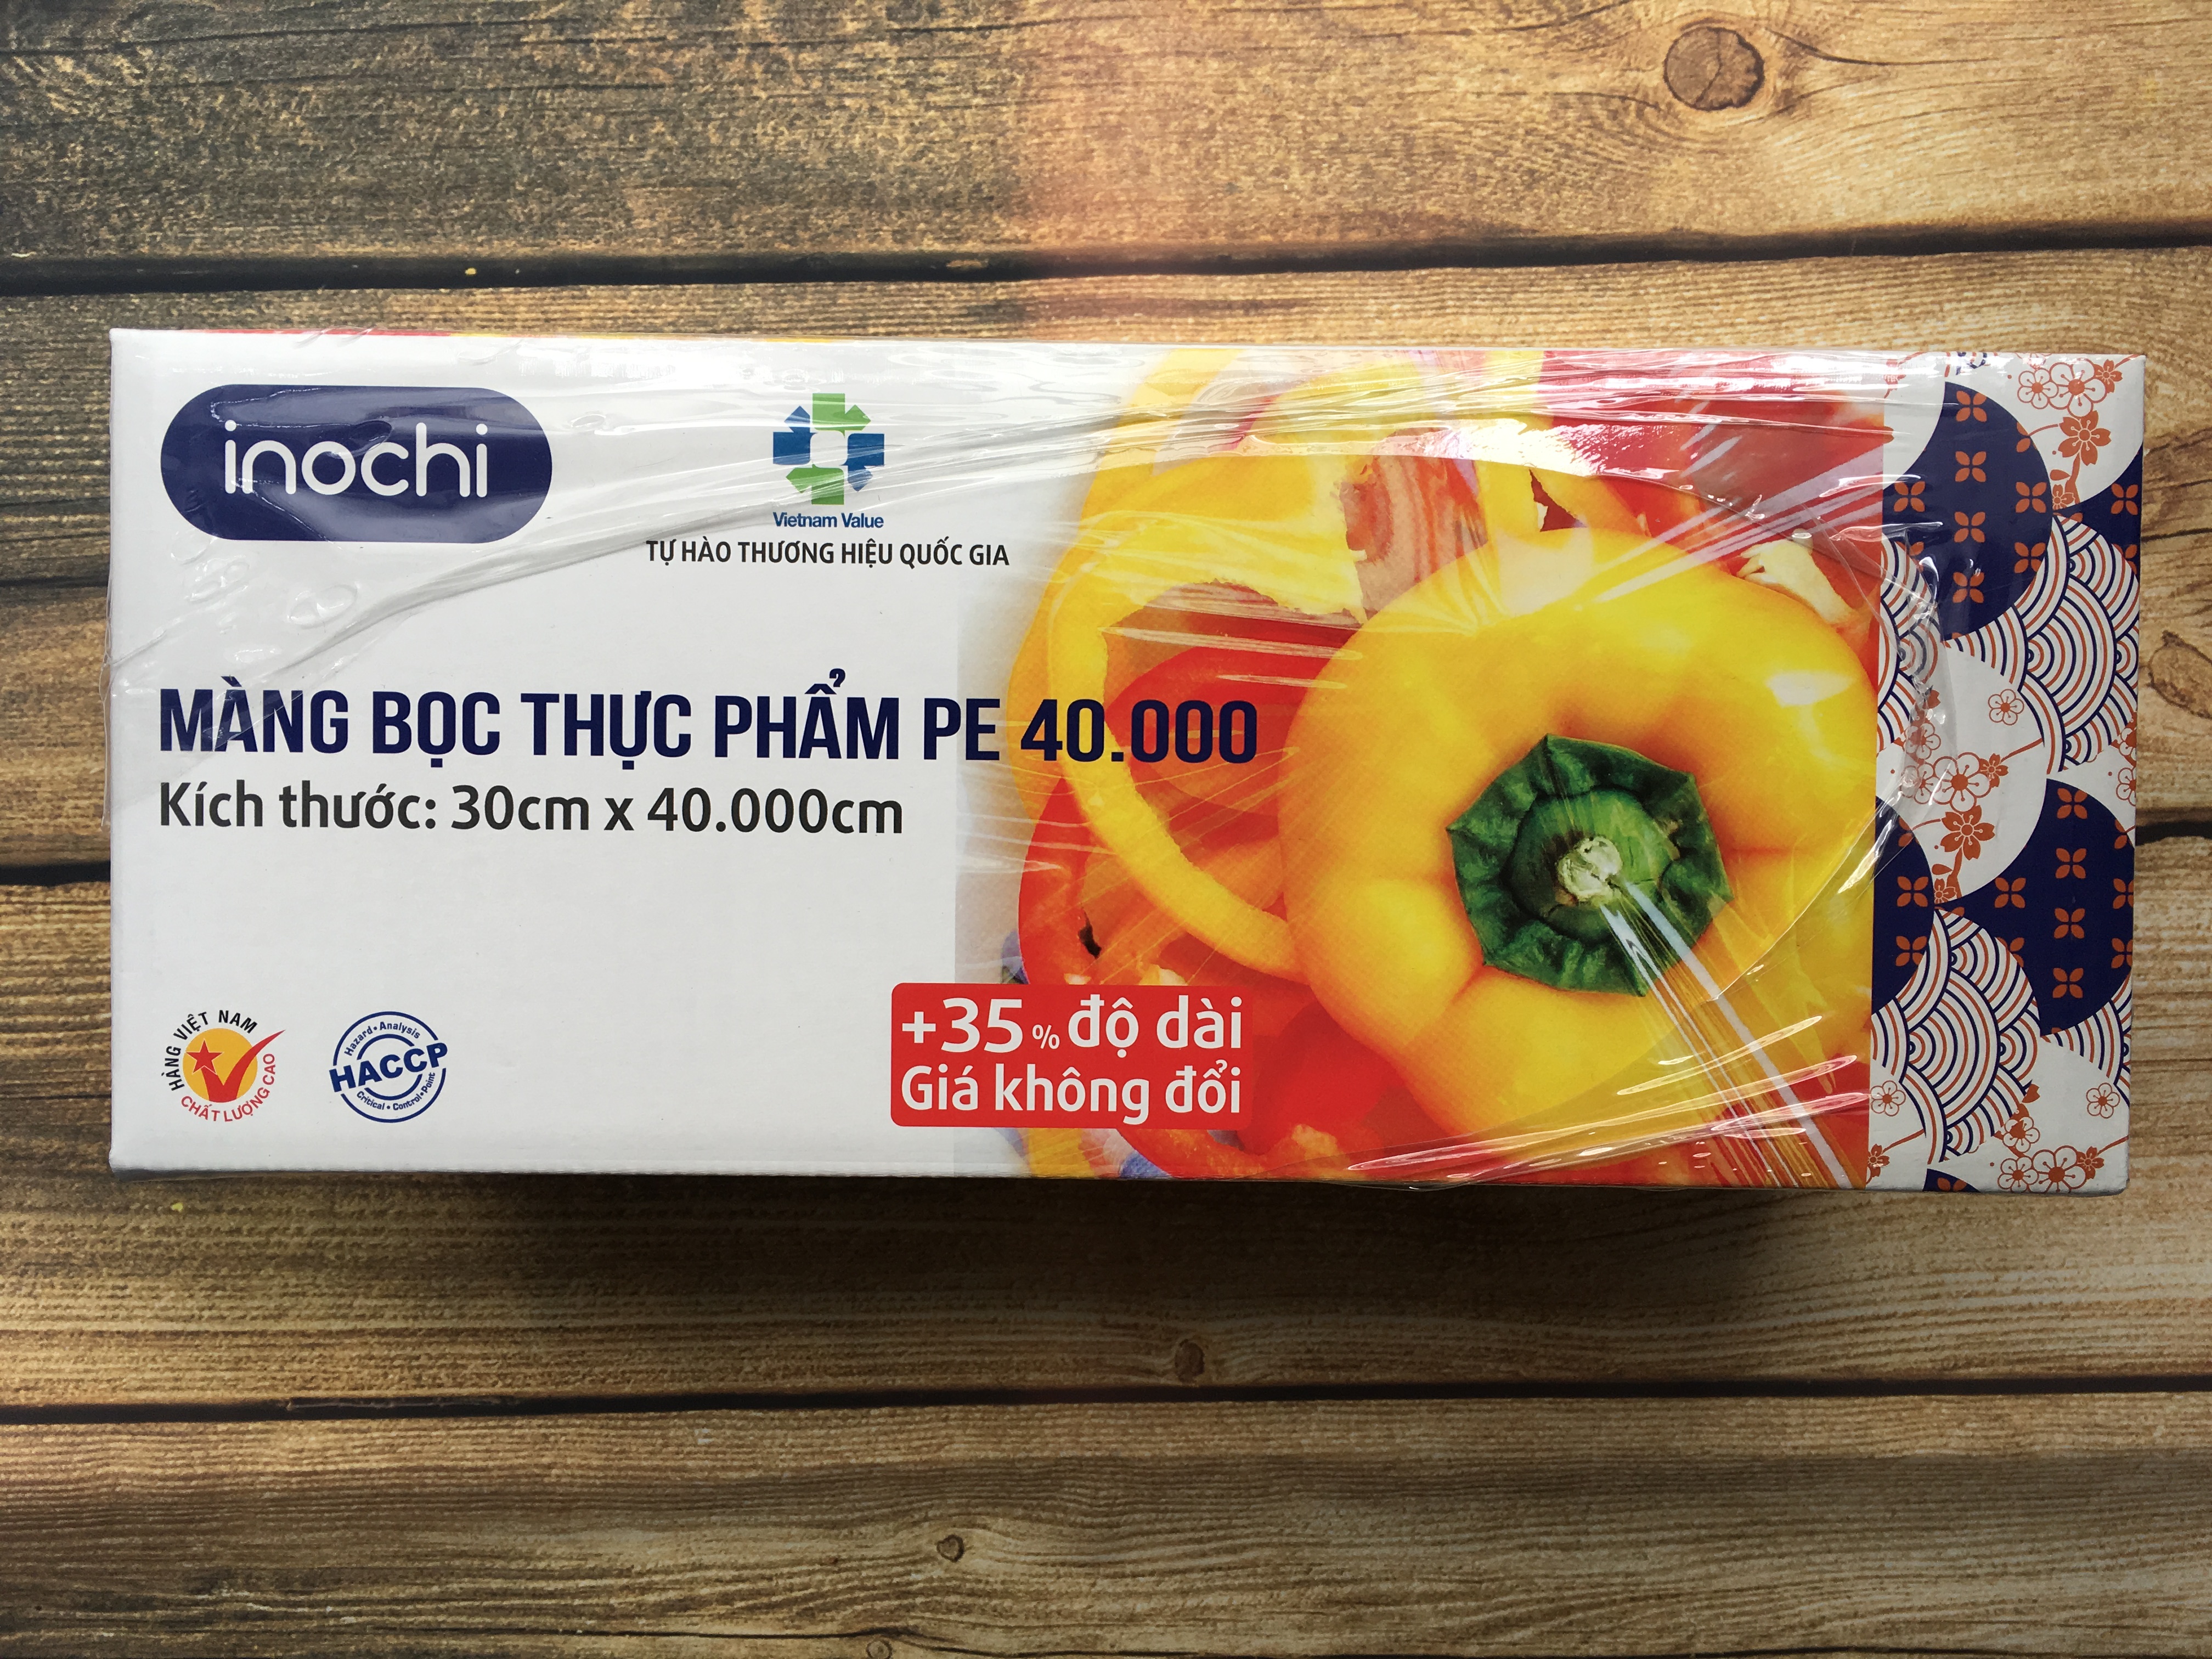 inochi
Vietnam Value
TỰ HÀO THƯƠNG HIỆU QUỐC GIA
MÀNG BỌC THỰC PHẨM PE 40.000
Kích thước: 30cm x 40.000cm
HÀNG VIỆT NAM
CHẤT LƯỢNG CAO
Hazard • Analysis
HACCP
Critical • Control • Point
+35% độ dài
Giá không đổi